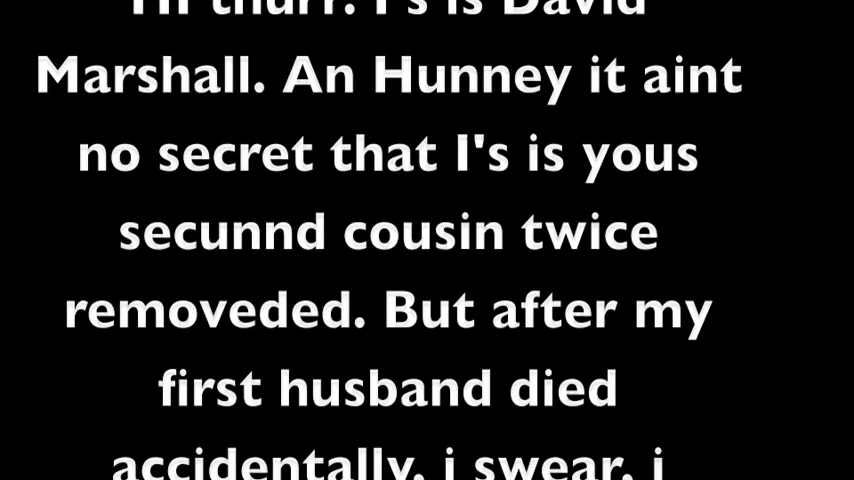 Hi thurr. I's is David
Marshall. An Hunney it aint
no secret that I's is yous
secunnd cousin twice
removeded. But after my
first husband died
accidentally, i swear, i